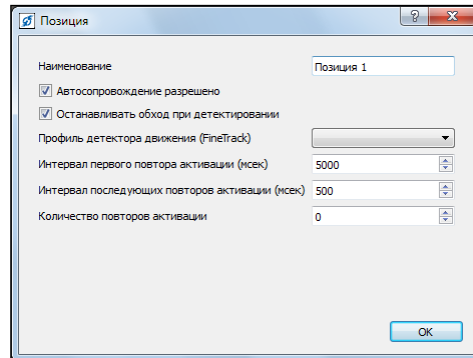 Позиция
Наименование Позиция 1
Автосопровождение разрешено
Останавливать обход при детектировании
Профиль детектора движения (FineTrack)
Интервал первого повтора активации (мсек) 5000
Интервал последующих повторов активации (мсек) 500
Количество повторов активации 0
OK